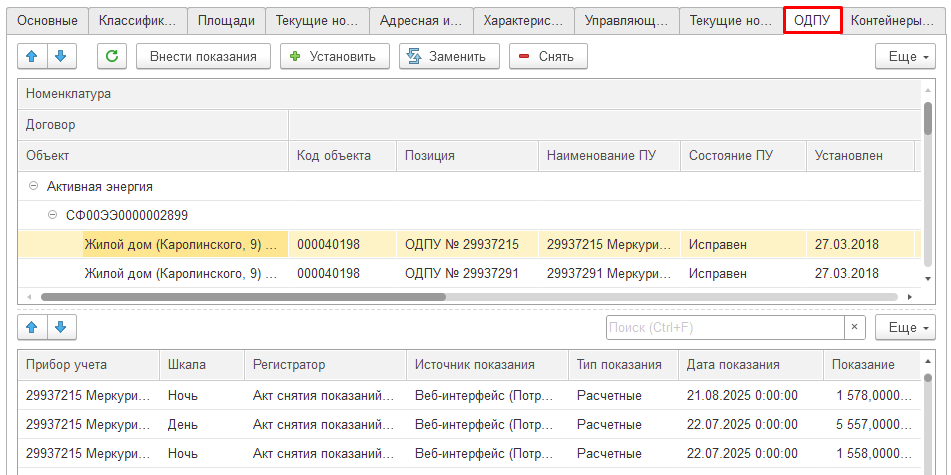 Основные Классифик... Площади Текущие но... Адресная и... Характерис... Управляющ... Текущие но... ОДПУ Контейнеры...
Внести показания Установить Заменить Снять Еще
Номенклатура
Договор
Объект Код объекта Позиция Наименование ПУ Состояние ПУ Установлен
Активная энергия
СФ00ЭЭ0000002899
Жилой дом (Каролинского, 9) ... 000040198 ОДПУ № 29937215 29937215 Меркури... Исправен 27.03.2018
Жилой дом (Каролинского, 9) ... 000040198 ОДПУ № 29937291 29937291 Меркури... Исправен 27.03.2018
Поиск (Ctrl+F) × Еще
Прибор учета Шкала Регистратор Источник показания Тип показания Дата показания Показание
29937215 Меркури... Ночь Акт снятия показаний... Веб-интерфейс (Потр... Расчетные 21.08.2025 0:00:00 1 578,0000...
29937215 Меркури... День Акт снятия показаний... Веб-интерфейс (Потр... Расчетные 22.07.2025 0:00:00 5 557,0000...
29937215 Меркури... Ночь Акт снятия показаний... Веб-интерфейс (Потр... Расчетные 22.07.2025 0:00:00 1 558,0000...